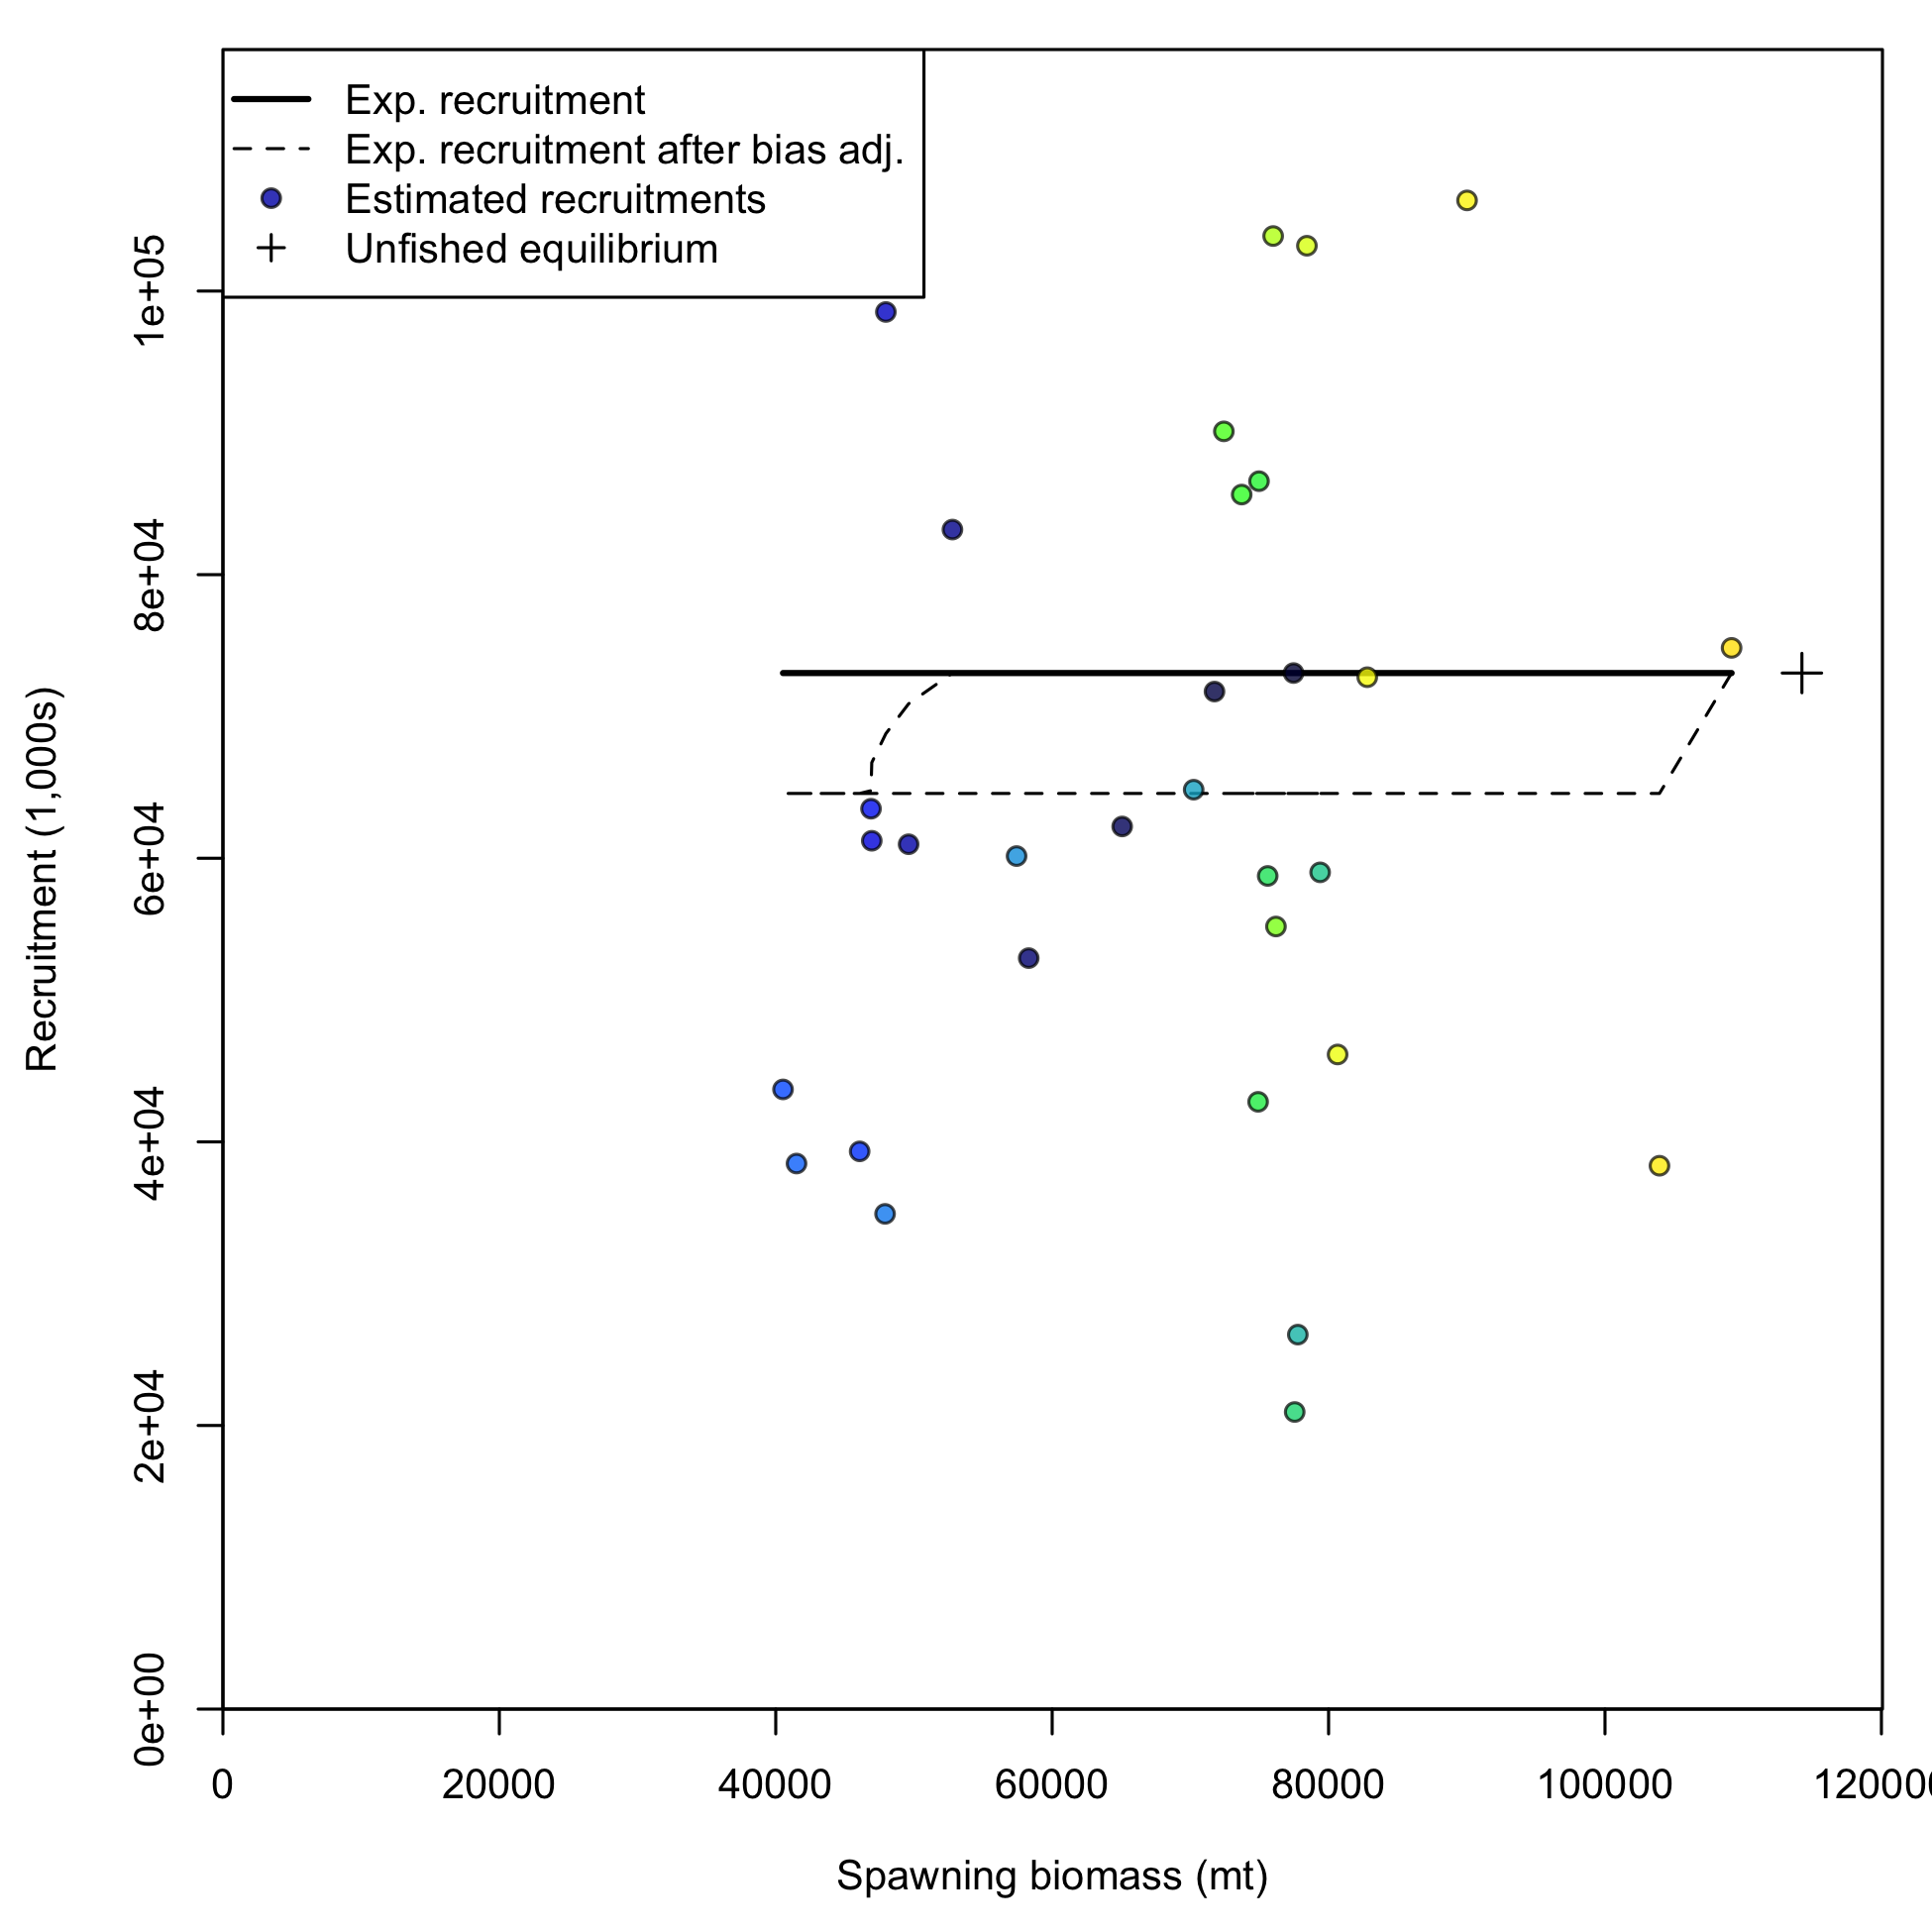 Exp. recruitment
Exp. recruitment after bias adj.
Estimated recruitments
Unfished equilibrium
Recruitment (1,000s)
1e+05
8e+04
6e+04
4e+04
2e+04
0e+00
0 20000 40000 60000 80000 100000 120000
Spawning biomass (mt)